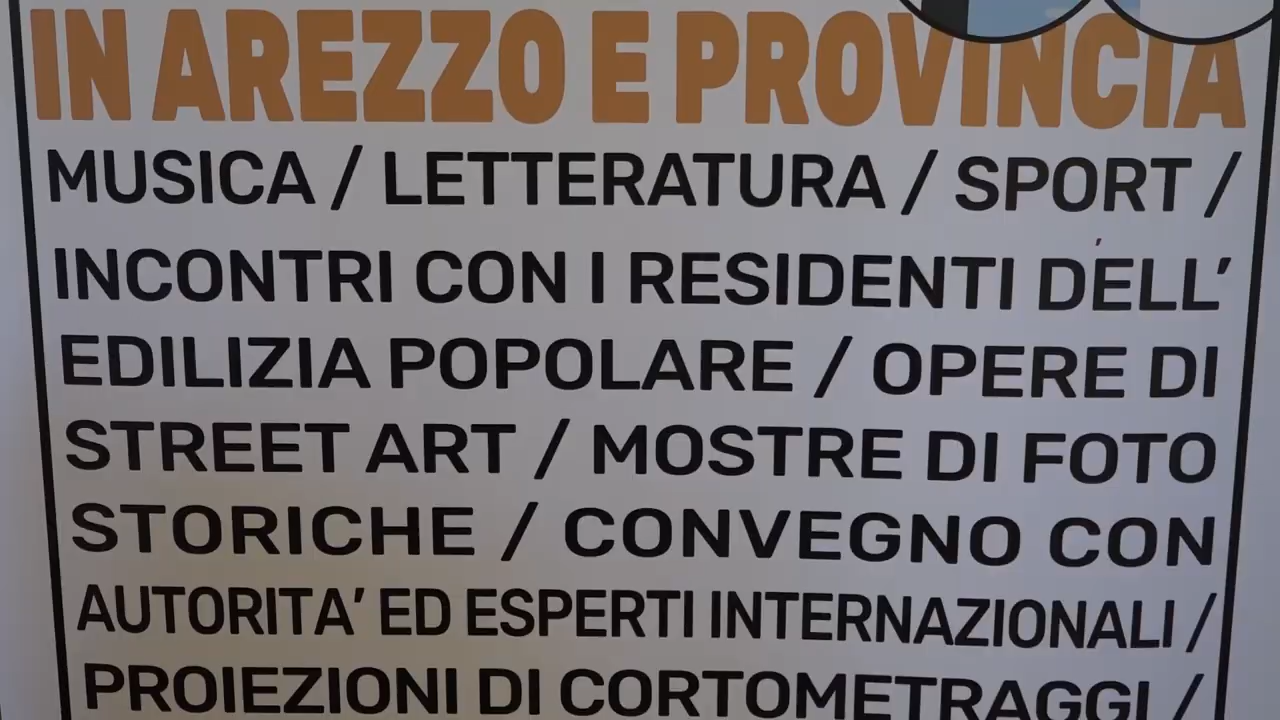 IN AREZZO E PROVINCIA
MUSICA / LETTERATURA / SPORT /
INCONTRI CON I RESIDENTI DELL'
EDILIZIA POPOLARE / OPERE DI
STREET ART / MOSTRE DI FOTO
STORICHE / CONVEGNO CON
AUTORITA' ED ESPERTI INTERNAZIONALI /
PROIEZIONI DI CORTOMETRAGGI /